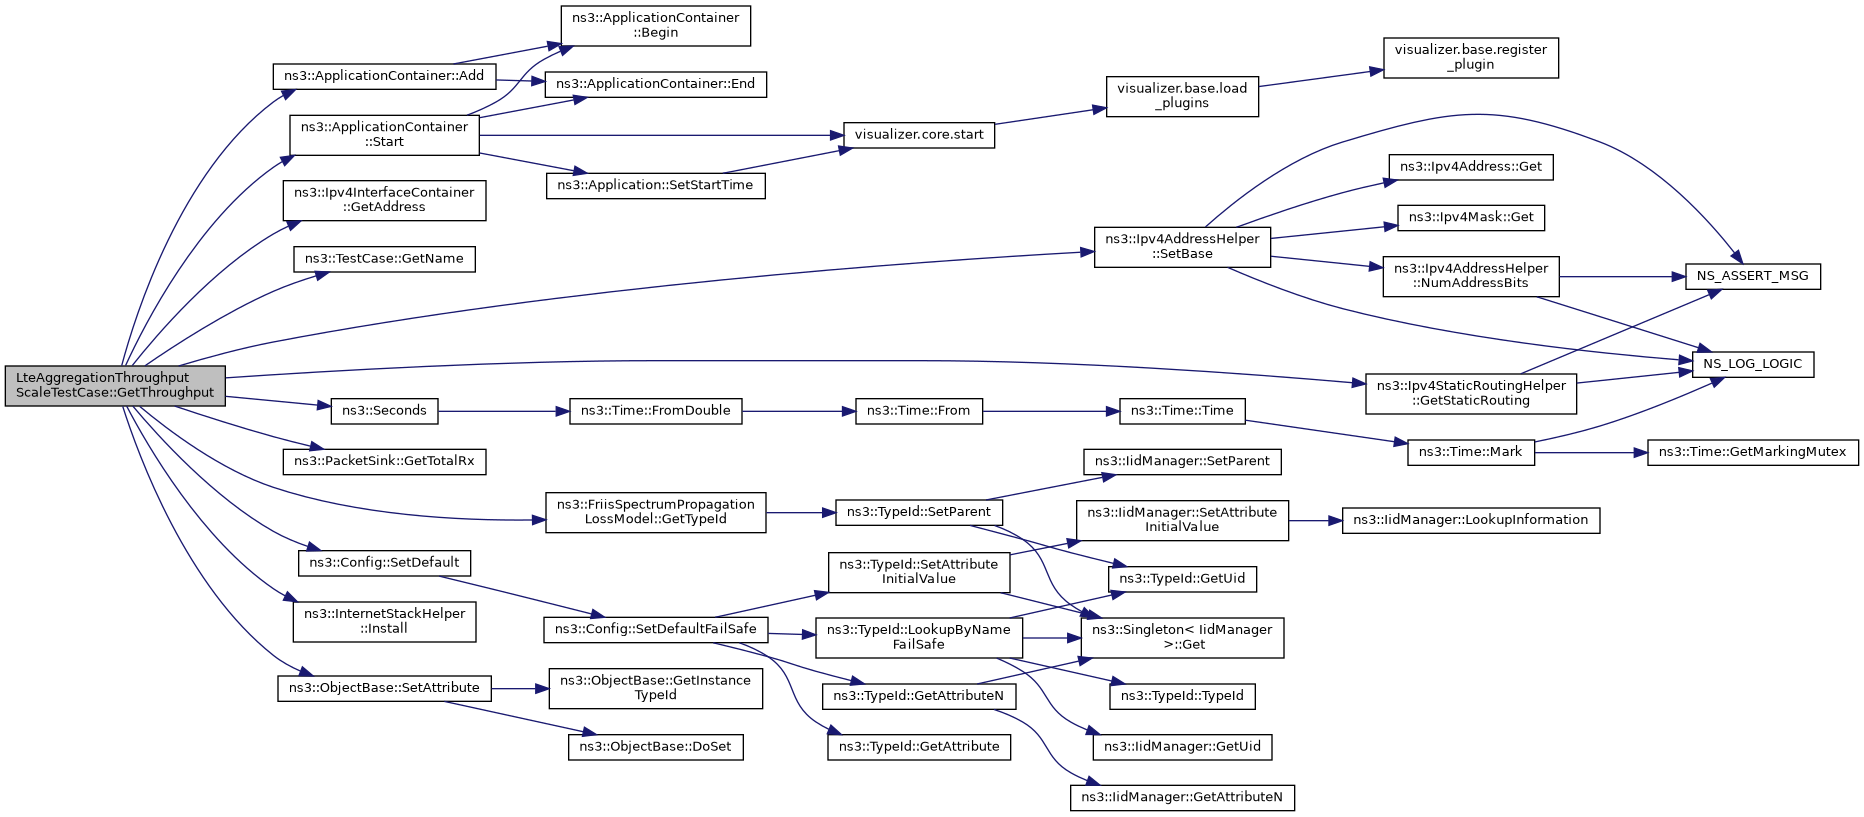 ns3::ApplicationContainer
::Begin
visualizer.base.register
_plugin
ns3::ApplicationContainer::Add
ns3::ApplicationContainer::End
visualizer.base.load
_plugins
ns3::ApplicationContainer
::Start
visualizer.core.start
ns3::Application::SetStartTime
ns3::Ipv4Address::Get
ns3::Ipv4InterfaceContainer
::GetAddress
ns3::Ipv4Mask::Get
ns3::Ipv4AddressHelper
::SetBase
ns3::TestCase::GetName
ns3::Ipv4AddressHelper
::NumAddressBits
NS_ASSERT_MSG
NS_LOG_LOGIC
LteAggregationThroughput
ScaleTestCase::GetThroughput
ns3::Ipv4StaticRoutingHelper
::GetStaticRouting
ns3::Seconds
ns3::Time::FromDouble
ns3::Time::From
ns3::Time::Time
ns3::Time::Mark
ns3::Time::GetMarkingMutex
ns3::PacketSink::GetTotalRx
ns3::IidManager::SetParent
ns3::FriisSpectrumPropagation
LossModel::GetTypeId
ns3::TypeId::SetParent
ns3::IidManager::SetAttribute
InitialValue
ns3::IidManager::LookupInformation
ns3::Config::SetDefault
ns3::TypeId::SetAttribute
InitialValue
ns3::TypeId::GetUid
ns3::InternetStackHelper
::Install
ns3::Config::SetDefaultFailSafe
ns3::TypeId::LookupByName
FailSafe
ns3::Singleton< IidManager
>::Get
ns3::ObjectBase::SetAttribute
ns3::ObjectBase::GetInstance
TypeId
ns3::TypeId::GetAttributeN
ns3::TypeId::TypeId
ns3::ObjectBase::DoSet
ns3::TypeId::GetAttribute
ns3::IidManager::GetUid
ns3::IidManager::GetAttributeN